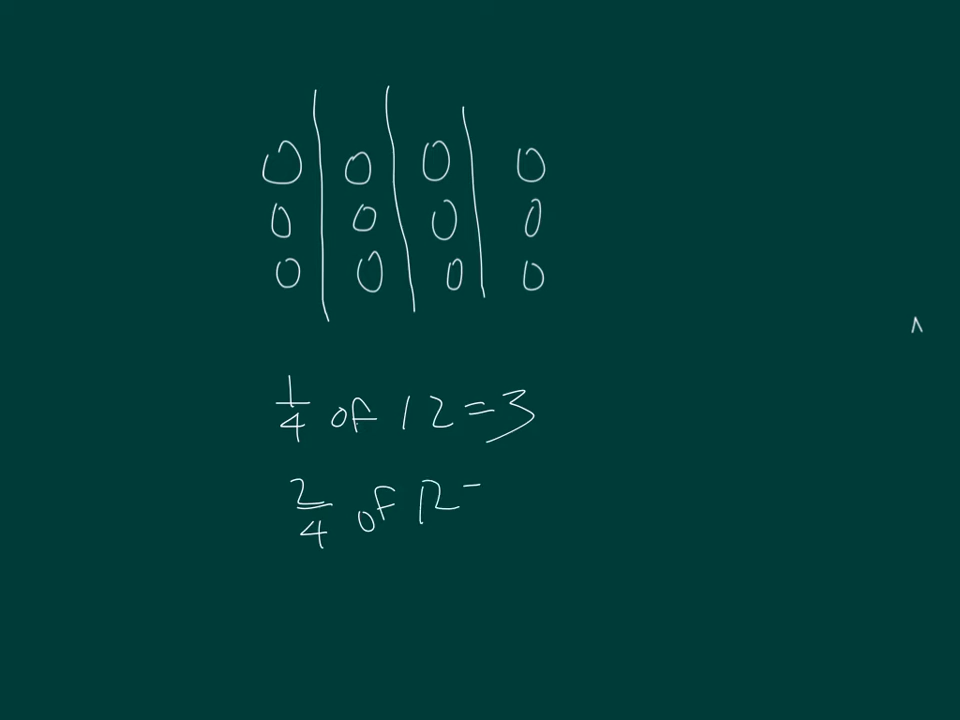 1/4 of 12 = 3
2/4 of 12 -